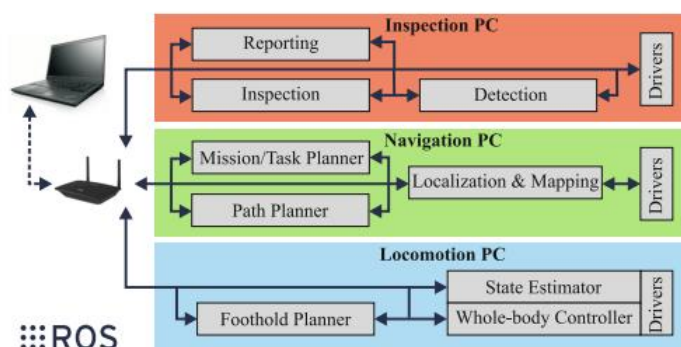 Inspection PC
Reporting
Inspection
Detection
Drivers
Navigation PC
Mission/Task Planner
Path Planner
Localization & Mapping
Drivers
Locomotion PC
Foothold Planner
State Estimator
Whole-body Controller
Drivers
ROS